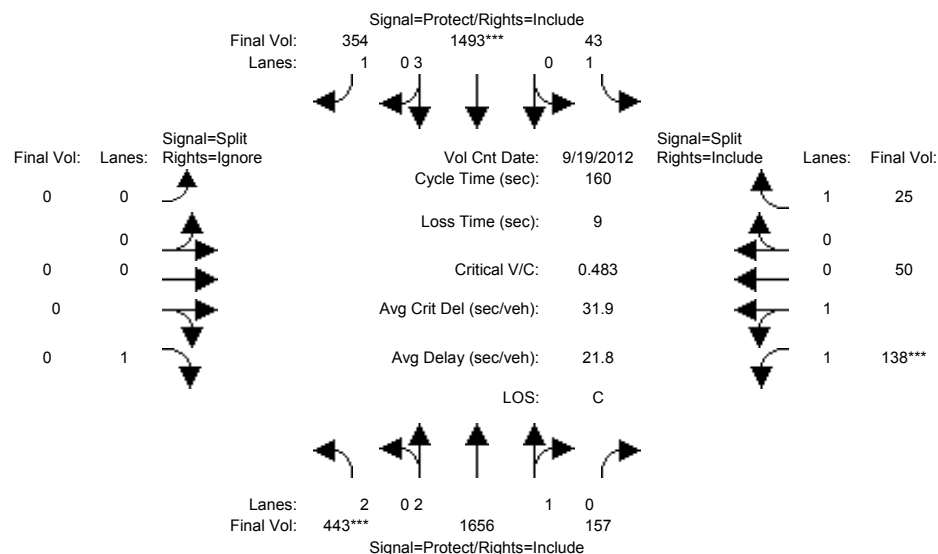 Signal=Protect/Rights=Include
Final Vol: 354 1493*** 43
Lanes: 1 0 3 0 1
Signal=Split
Final Vol: Lanes: Rights=Ignore
Vol Cnt Date: 9/19/2012
Signal=Split
Rights=Include Lanes: Final Vol:
Cycle Time (sec): 160
0 0
1 25
Loss Time (sec): 9
0
0
0 0
Critical V/C: 0.483
0 50
0
Avg Crit Del (sec/veh): 31.9
1
0 1
Avg Delay (sec/veh): 21.8
1 138***
LOS: C
Lanes: 2 0 2 1 0
Final Vol: 443*** 1656 157
Signal=Protect/Rights=Include